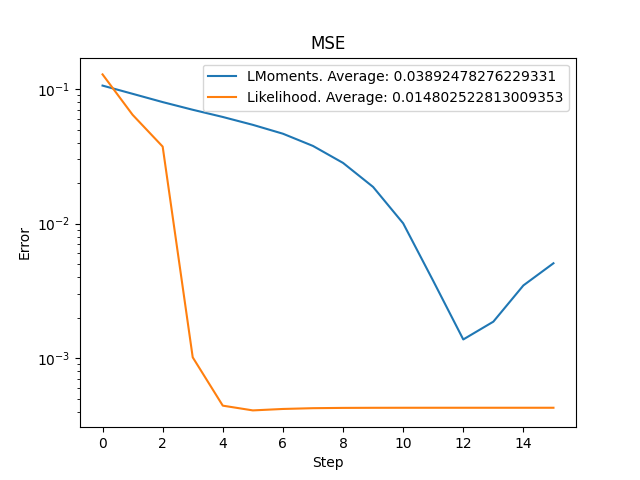 MSE
LMoments. Average: 0.03892478276229331
Likelihood. Average: 0.014802522813009353
10⁻¹
10⁻²
10⁻³
Error
0 2 4 6 8 10 12 14
Step